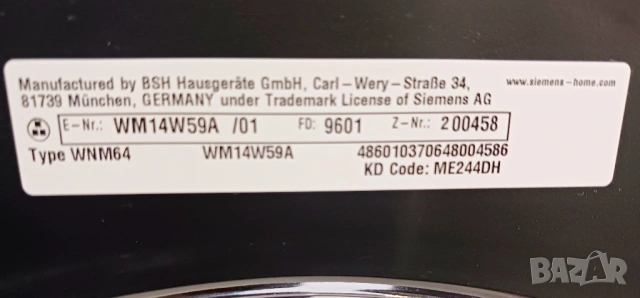 Manufactured by BSH Hausgeräte GmbH, Carl-Wery-Straße 34,
www.siemens-home.com
81739 München, GERMANY under Trademark License of Siemens AG
E-Nr.: WM14W59A /01 FD: 9601 Z-Nr.: 200458
Type WNM64 WM14W59A 486010370648004586
KD Code: ME244DH
BAZAR
bg